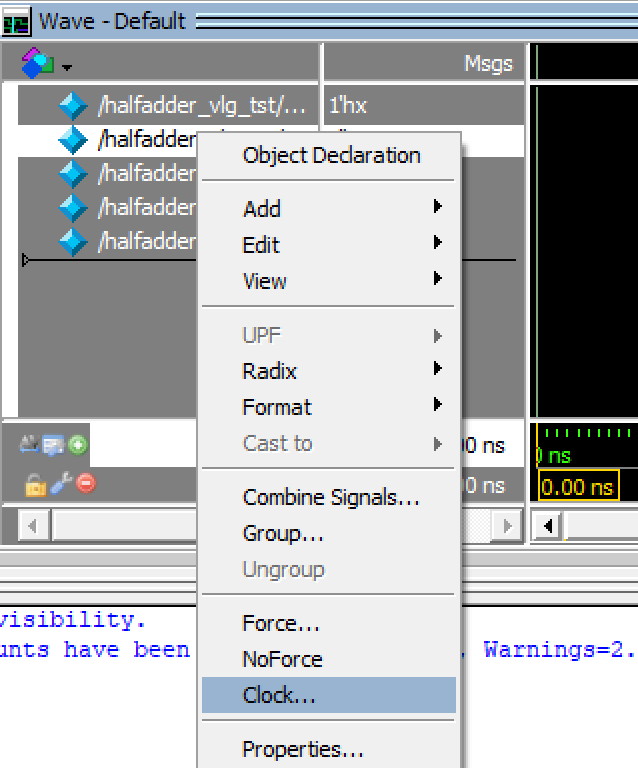 Wave - Default
Msgs
/halfadder_vlg_tst/... 1'hx
/halfadder
/halfadder
/halfadder
/halfadder
Object Declaration
Add
Edit
View
UPF
Radix
Format
Cast to
Combine Signals...
Group...
Ungroup
Force...
NoForce
Clock...
Properties...
0 ns
0 ns
ns
0.00 ns
visibility.
unts have been
, Warnings=2.